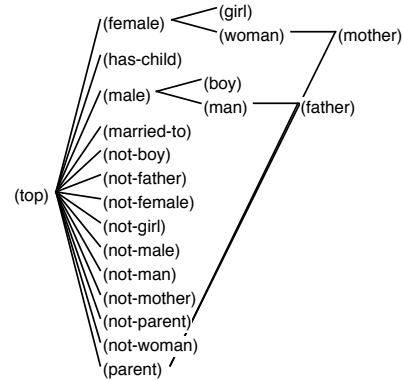 (girl)
(female)
(woman)
(mother)
(has-child)
(boy)
(male)
(man)
(father)
(married-to)
(not-boy)
(not-father)
(top)
(not-female)
(not-girl)
(not-male)
(not-man)
(not-mother)
(not-parent)
(not-woman)
(parent)